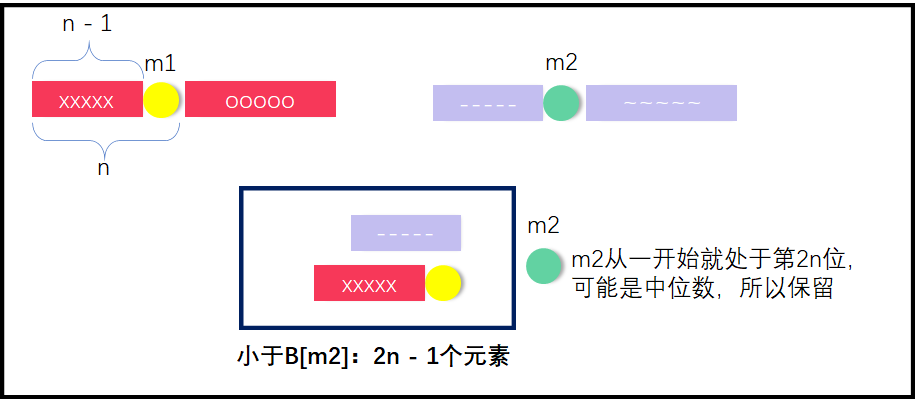 n - 1
m1
m2
XXXXX
OOOOO
-----
~~~~~
n
-----
m2
XXXXX
m2从一开始就处于第2n位，
可能是中位数，所以保留
小于B[m2]：2n - 1个元素